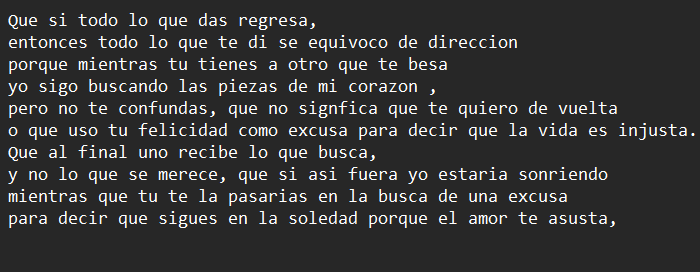 Que si todo lo que das regresa,
entonces todo lo que te di se equivoco de direccion
porque mientras tu tienes a otro que te besa
yo sigo buscando las piezas de mi corazon ,
pero no te confundas, que no signfica que te quiero de vuelta
o que uso tu felicidad como excusa para decir que la vida es injusta.
Que al final uno recibe lo que busca,
y no lo que se merece, que si asi fuera yo estaria sonriendo
mientras que tu te la pasarias en la busca de una excusa
para decir que sigues en la soledad porque el amor te asusta,